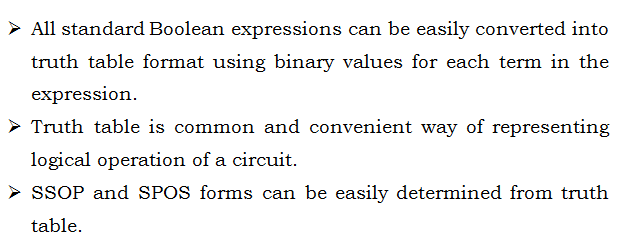 ➢ All standard Boolean expressions can be easily converted into
truth table format using binary values for each term in the
expression.
➢ Truth table is common and convenient way of representing
logical operation of a circuit.
➢ SSOP and SPOS forms can be easily determined from truth
table.